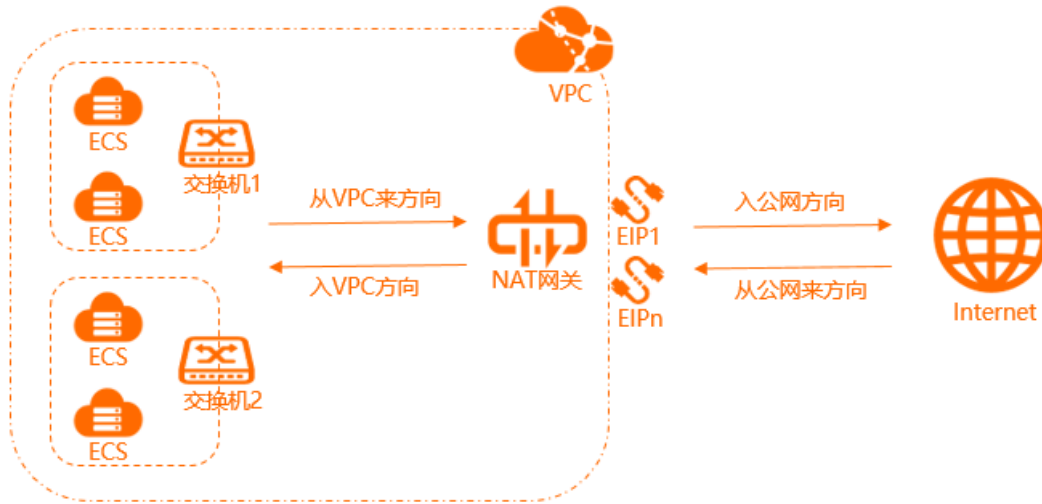 VPC
ECS
交换机1
ECS
从VPC来方向
入VPC方向
NAT网关
EIP1
EIPn
入公网方向
从公网来方向
Internet
ECS
交换机2
ECS